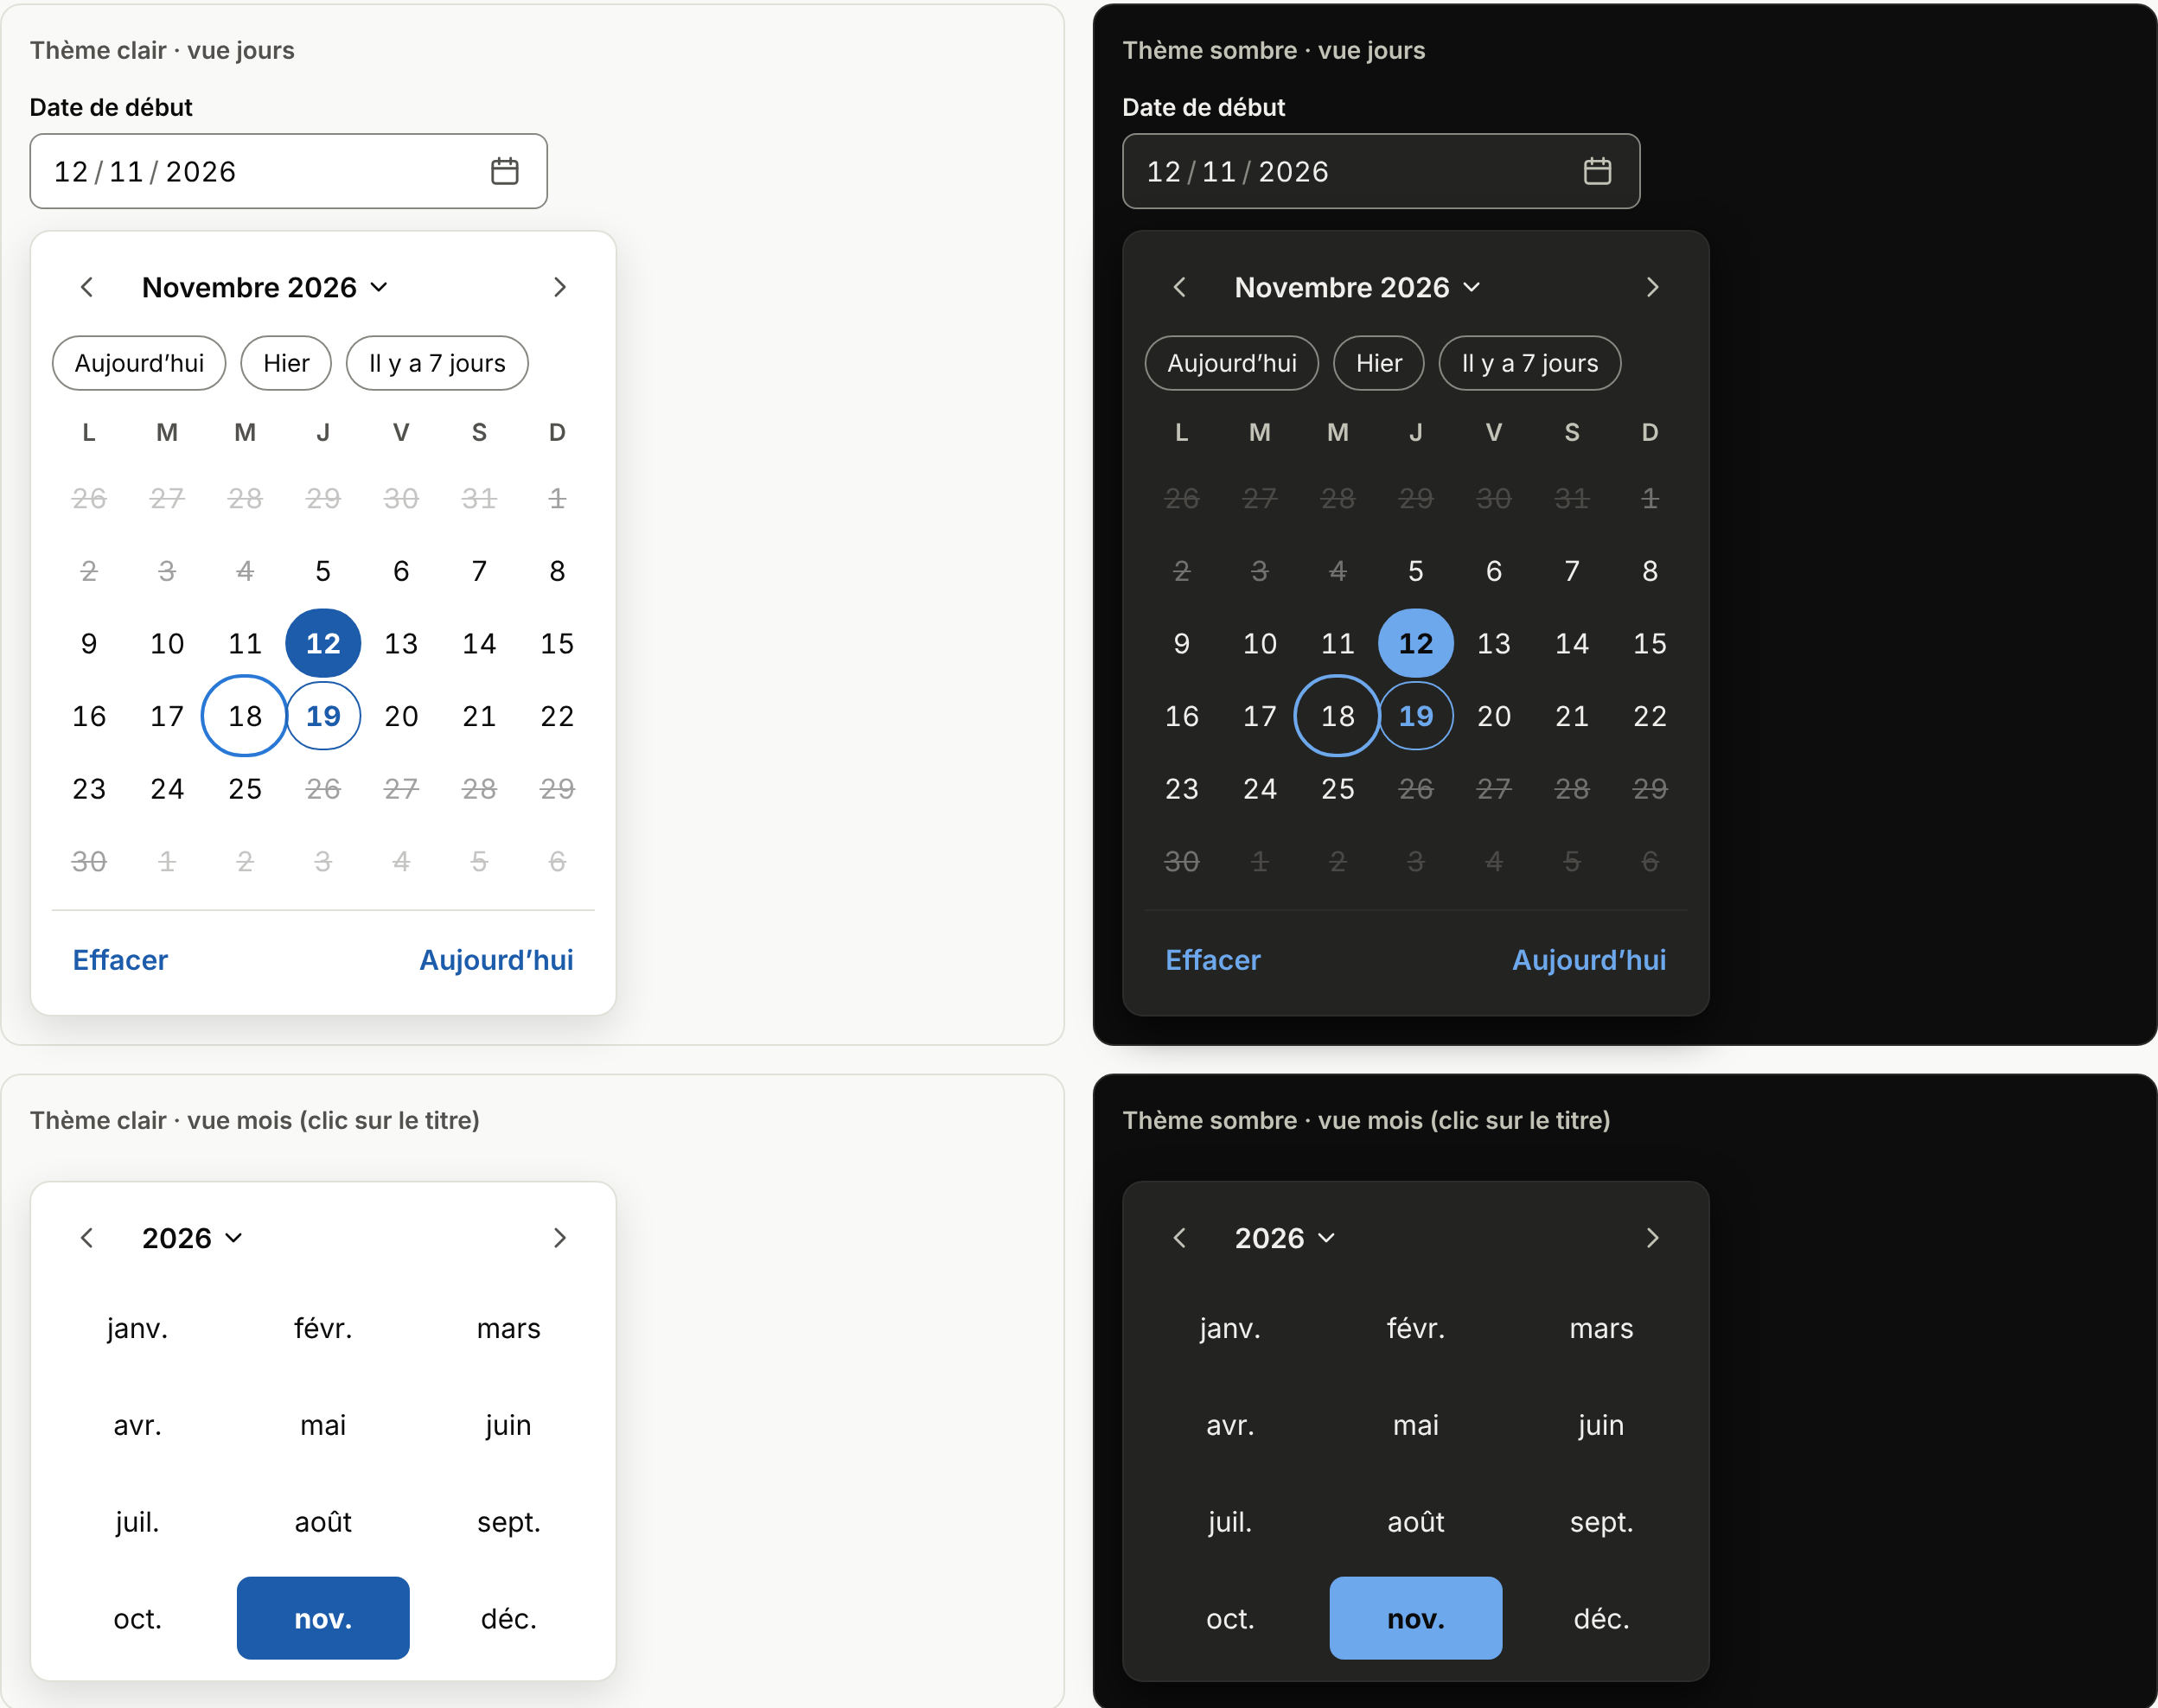 Thème clair · vue jours
Date de début
12/11/2026
Novembre 2026
Aujourd’hui Hier Il y a 7 jours
L M M J V S D
26 27 28 29 30 31 1
2 3 4 5 6 7 8
9 10 11 12 13 14 15
16 17 18 19 20 21 22
23 24 25 26 27 28 29
30 1 2 3 4 5 6
Effacer Aujourd’hui
Thème sombre · vue jours
Date de début
12/11/2026
Novembre 2026
Aujourd’hui Hier Il y a 7 jours
L M M J V S D
26 27 28 29 30 31 1
2 3 4 5 6 7 8
9 10 11 12 13 14 15
16 17 18 19 20 21 22
23 24 25 26 27 28 29
30 1 2 3 4 5 6
Effacer Aujourd’hui
Thème clair · vue mois (clic sur le titre)
2026
janv. févr. mars
avr. mai juin
juil. août sept.
oct. nov. déc.
Thème sombre · vue mois (clic sur le titre)
2026
janv. févr. mars
avr. mai juin
juil. août sept.
oct. nov. déc.